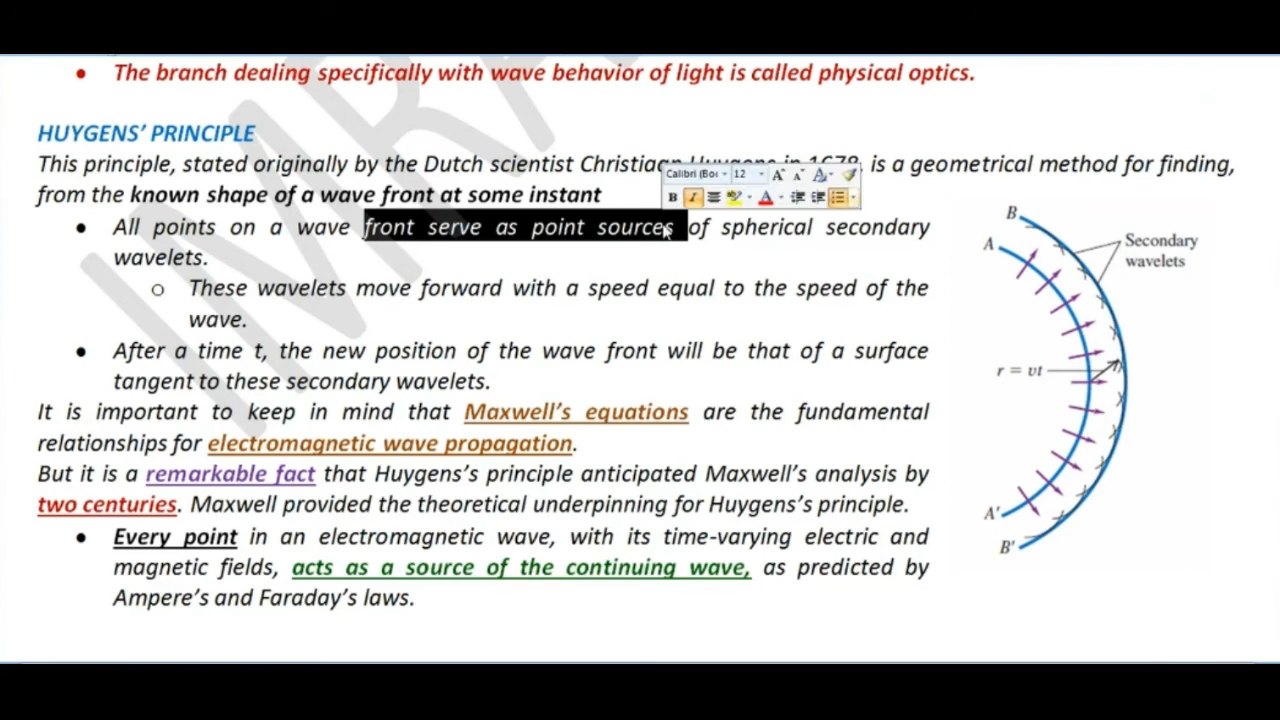 • The branch dealing specifically with wave behavior of light is called physical optics.
HUYGENS' PRINCIPLE
This principle, stated originally by the Dutch scientist Christiaan Huygens in 1678, is a geometrical method for finding,
from the known shape of a wave front at some instant
Calibri (Bo 12
• All points on a wave front serve as point sources of spherical secondary
wavelets.
o These wavelets move forward with a speed equal to the speed of the
wave.
• After a time t, the new position of the wave front will be that of a surface
tangent to these secondary wavelets.
It is important to keep in mind that Maxwell's equations are the fundamental
relationships for electromagnetic wave propagation.
But it is a remarkable fact that Huygens's principle anticipated Maxwell's analysis by
two centuries. Maxwell provided the theoretical underpinning for Huygens's principle.
• Every point in an electromagnetic wave, with its time-varying electric and
magnetic fields, acts as a source of the continuing wave, as predicted by
Ampere's and Faraday's laws.
B
A
Secondary
wavelets
r = vt
A'
B'
IMRA